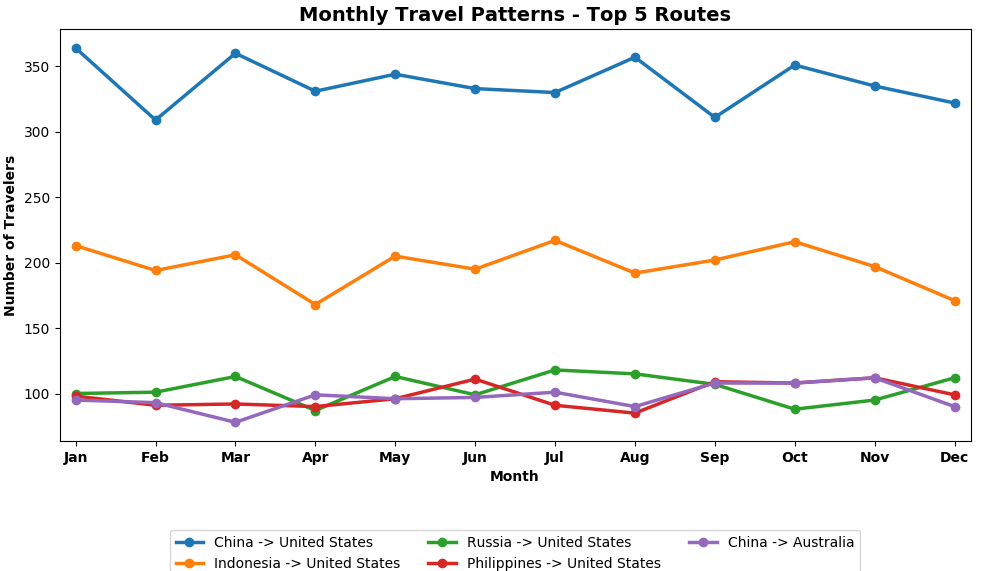 Monthly Travel Patterns - Top 5 Routes
Number of Travelers
350
300
250
200
150
100
Jan Feb Mar Apr May Jun Jul Aug Sep Oct Nov Dec
Month
China -> United States Russia -> United States China -> Australia
Indonesia -> United States Philippines -> United States